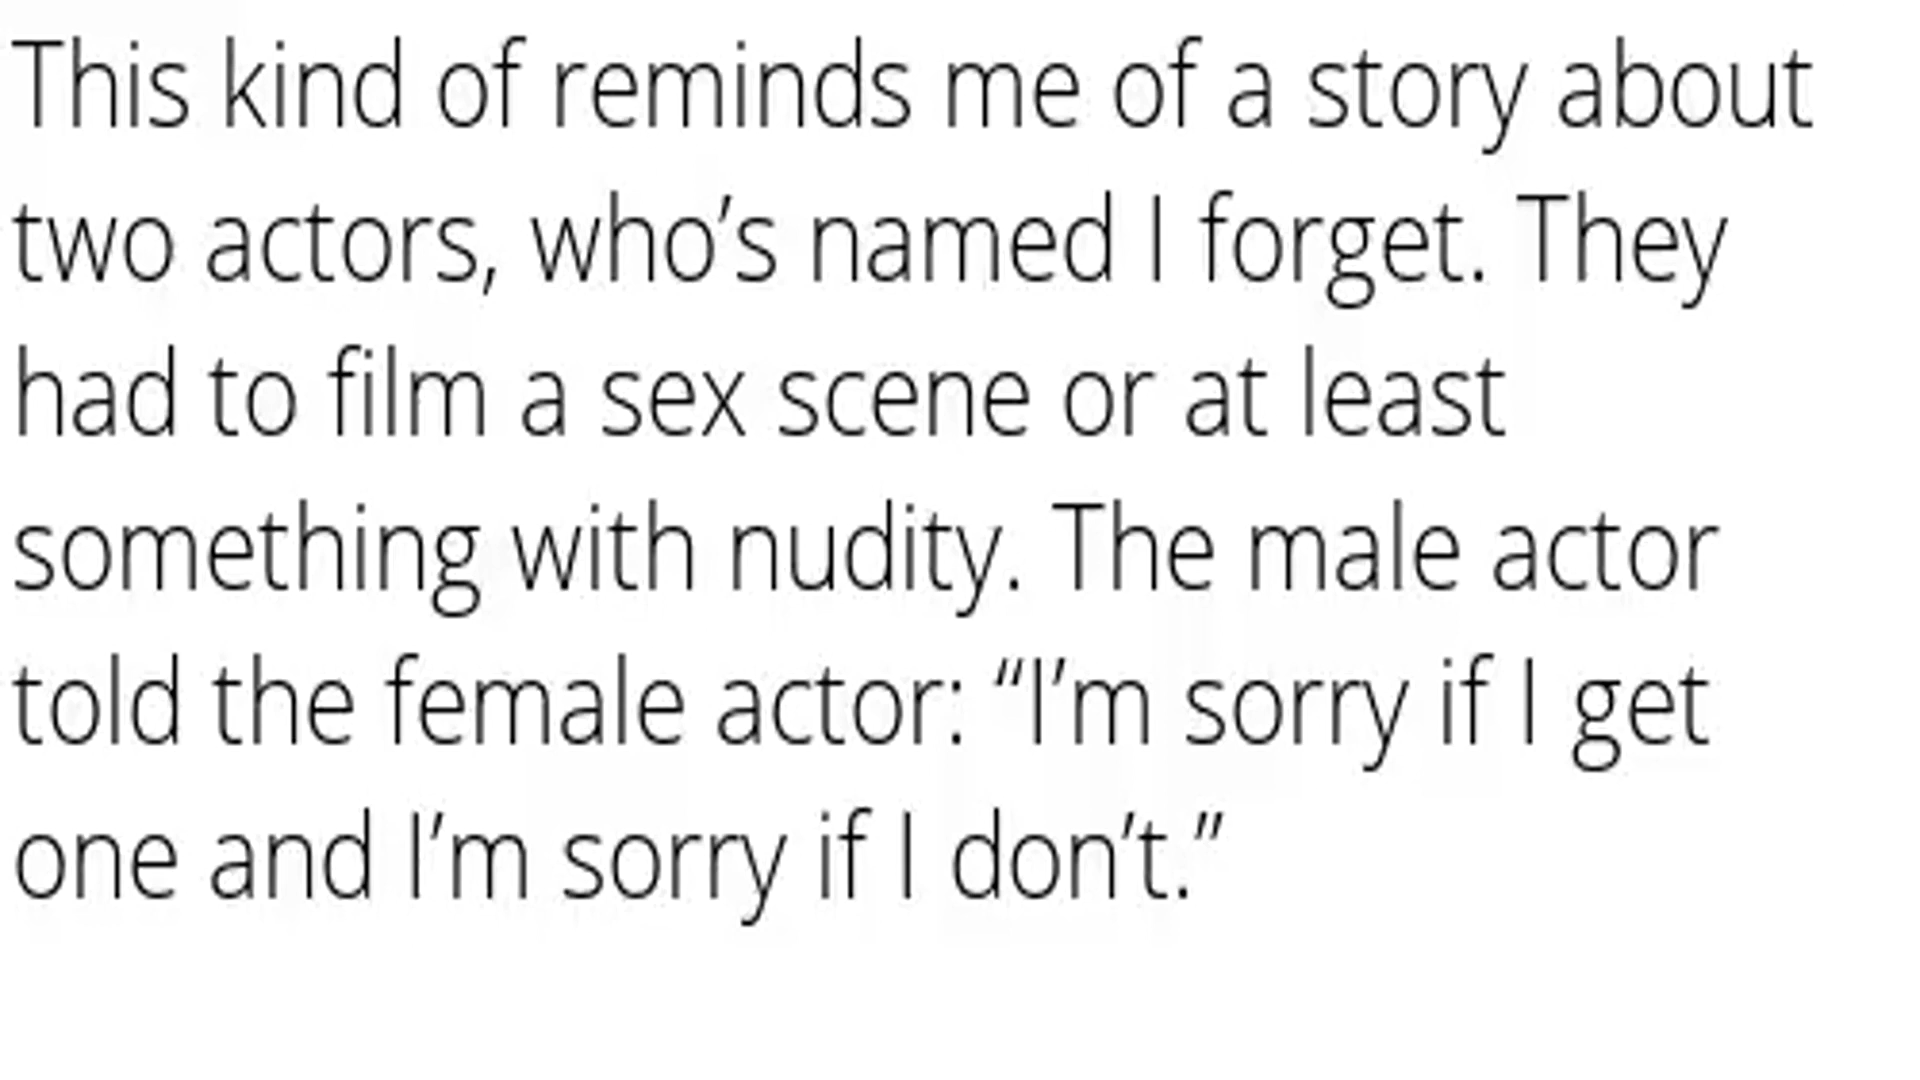 This kind of reminds me of a story about
two actors, who’s named I forget. They
had to film a sex scene or at least
something with nudity. The male actor
told the female actor: “I’m sorry if I get
one and I’m sorry if I don’t.”